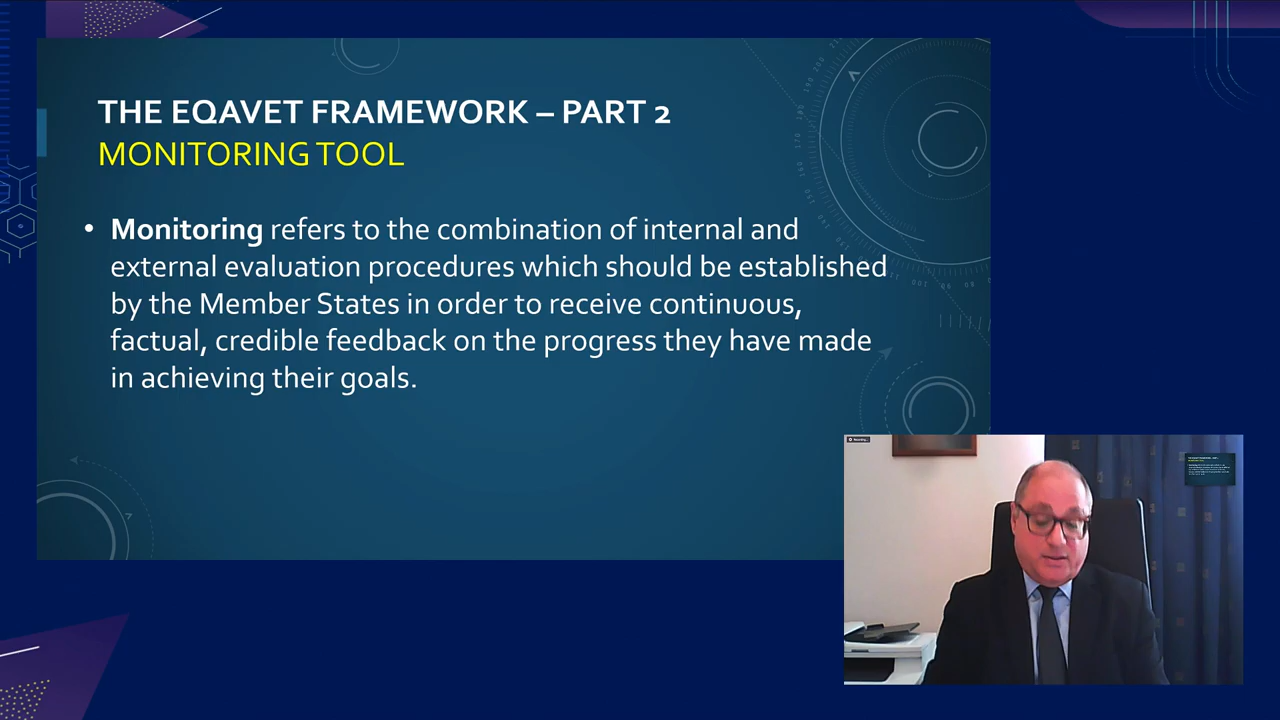 THE EQAVET FRAMEWORK – PART 2
MONITORING TOOL
• Monitoring refers to the combination of internal and
external evaluation procedures which should be established
by the Member States in order to receive continuous,
factual, credible feedback on the progress they have made
in achieving their goals.